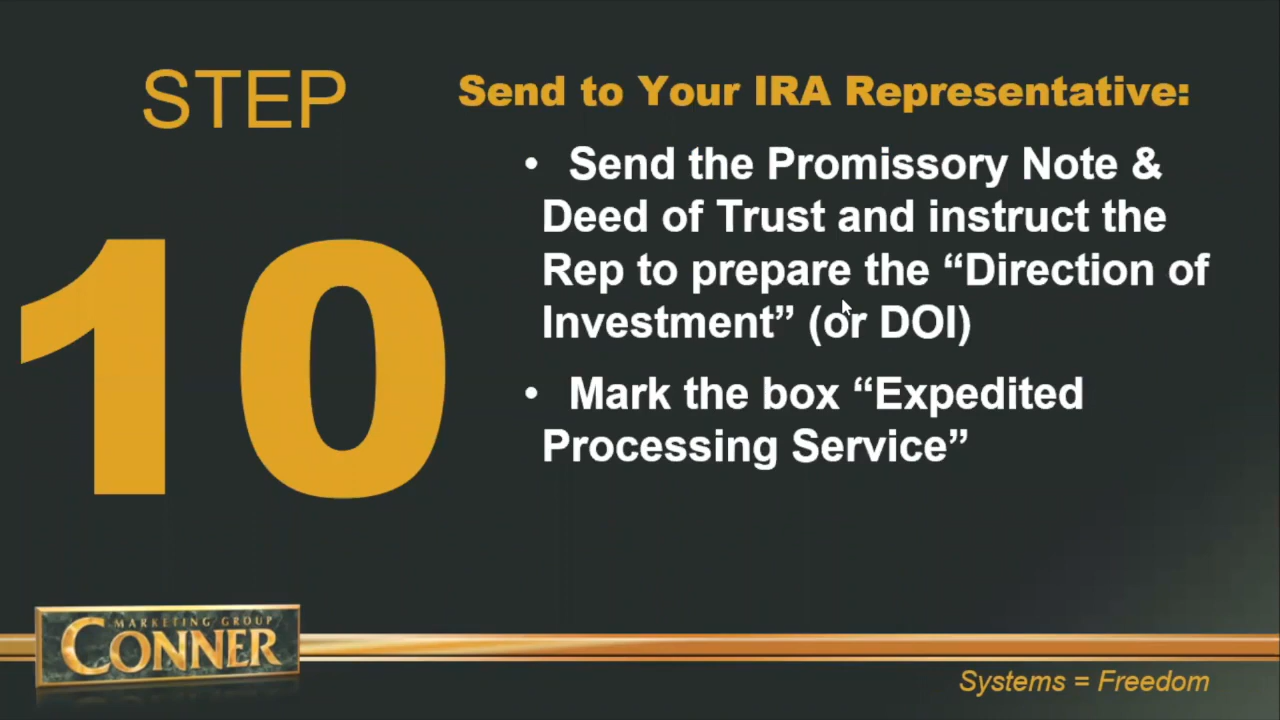 STEP
10
Send to Your IRA Representative:
• Send the Promissory Note &
Deed of Trust and instruct the
Rep to prepare the “Direction of
Investment” (or DOI)
• Mark the box “Expedited
Processing Service”
MARKETING GROUP
CONNER
Systems = Freedom